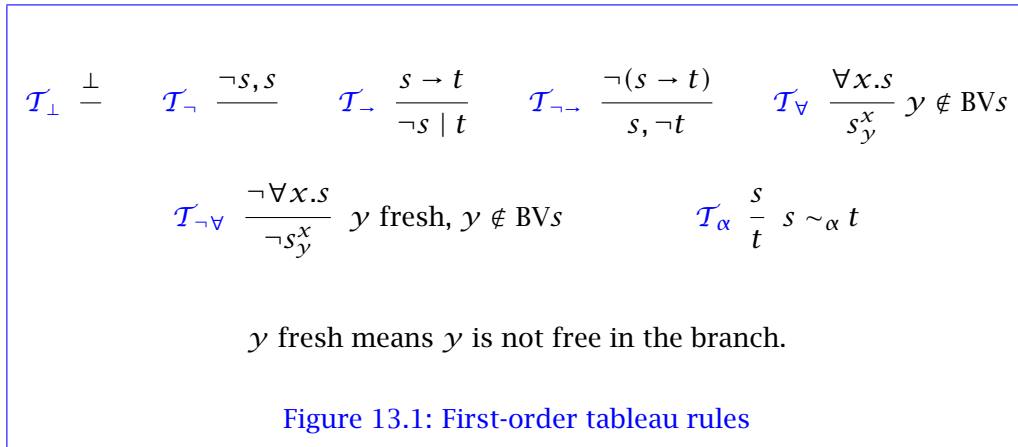 𝒯⊥ ⊥ 𝒯¬ ¬s, s 𝒯→ s → t 𝒯¬→ ¬(s → t) 𝒯∀ ∀x.s y ∉ BVs
¬s | t s, ¬t s^x_y
𝒯¬∀ ¬∀x.s y fresh, y ∉ BVs 𝒯α s s ∼α t
¬s^x_y t
y fresh means y is not free in the branch.
Figure 13.1: First-order tableau rules